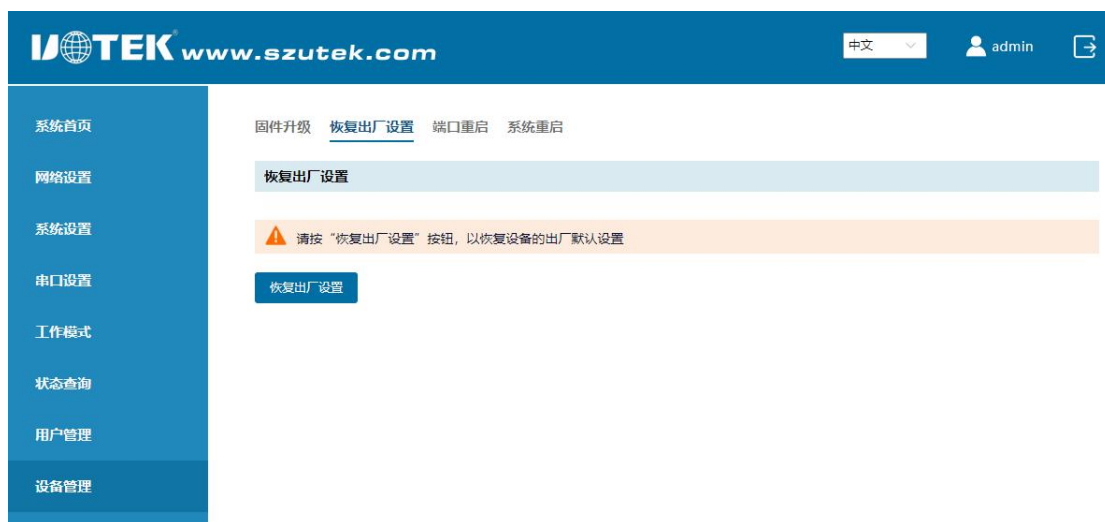 UTEK® www.szutek.com
中文
admin
系统首页
网络设置
系统设置
串口设置
工作模式
状态查询
用户管理
设备管理
固件升级 恢复出厂设置 端口重启 系统重启
恢复出厂设置
请按“恢复出厂设置”按钮，以恢复设备的出厂默认设置
恢复出厂设置